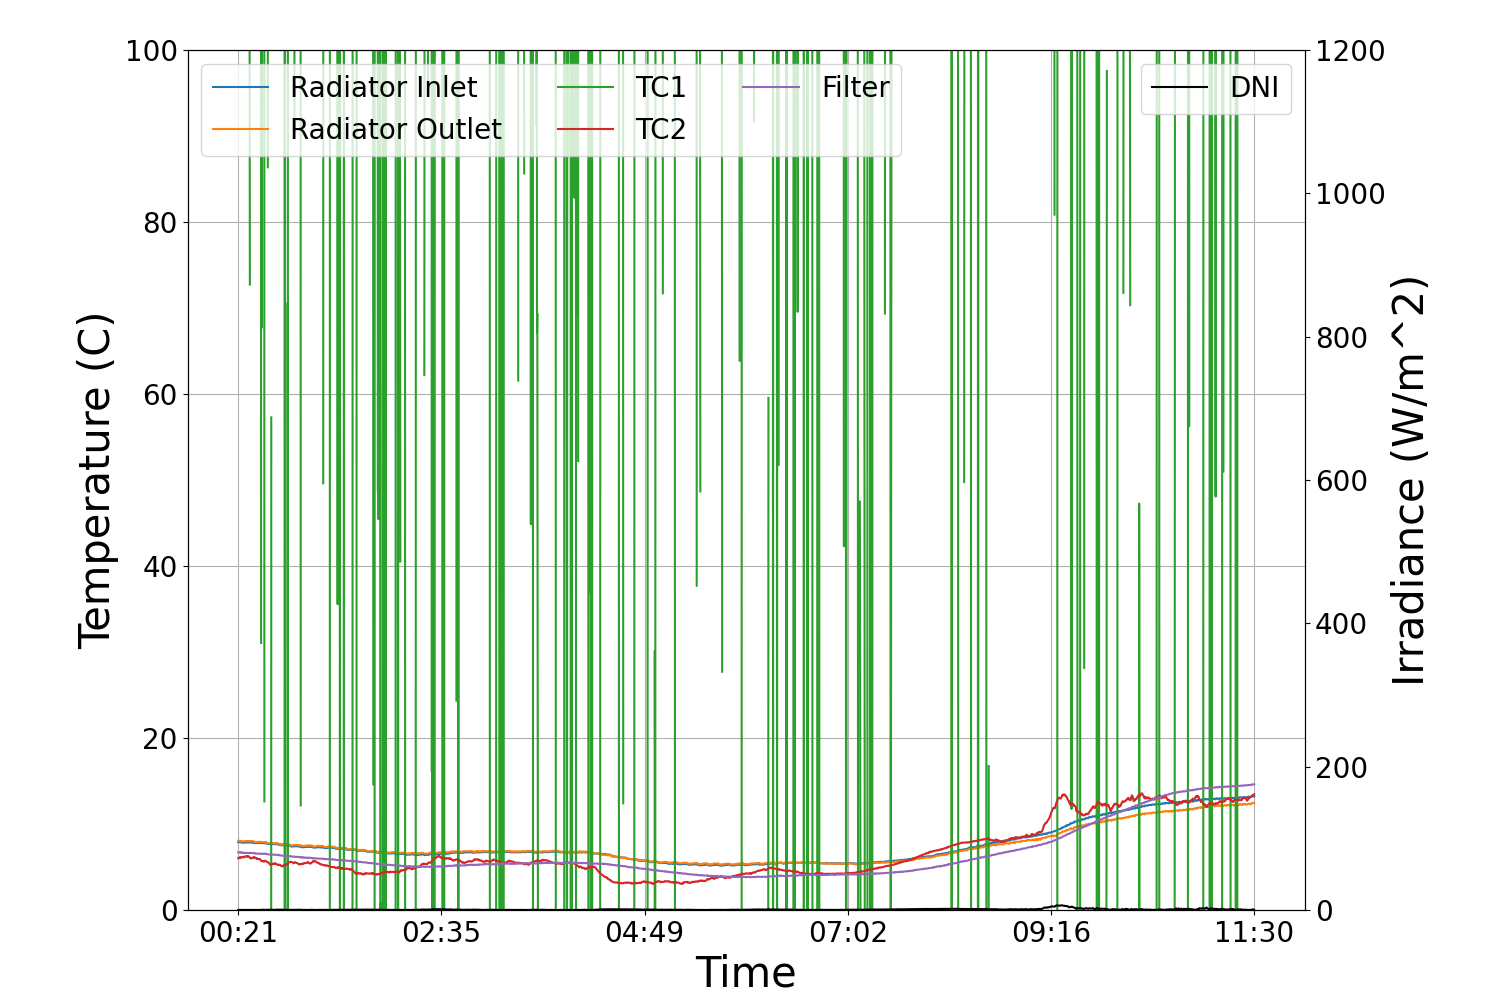 100
80
60
40
20
0
Temperature (C)
Radiator Inlet
Radiator Outlet
TC1
TC2
Filter
DNI
1200
1000
800
600
400
200
0
Irradiance (W/m^2)
00:21
02:35
04:49
07:02
09:16
11:30
Time